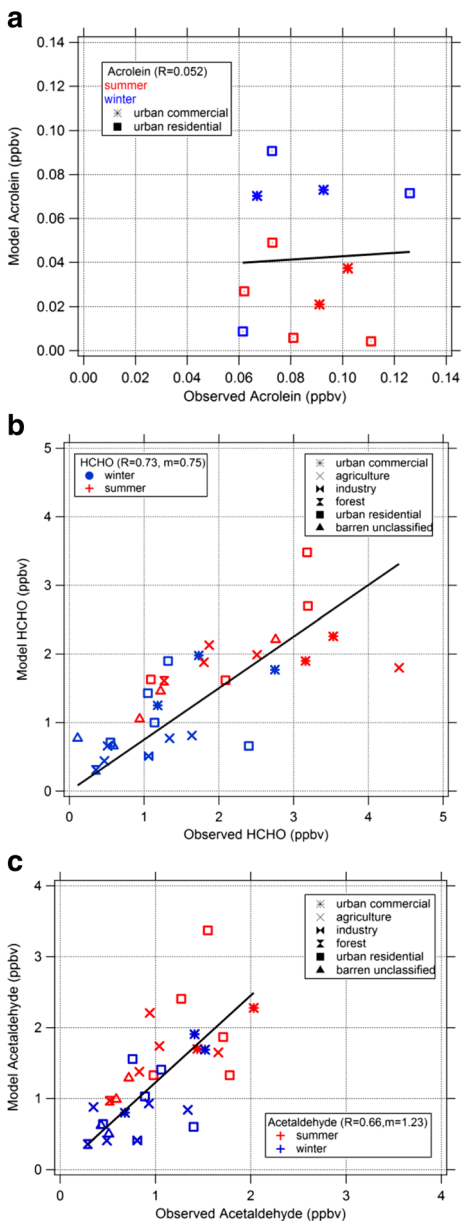 a
0.14
0.12
0.10
0.08
0.06
0.04
0.02
0.00
Model Acrolein (ppbv)
Acrolein (R=0.052)
summer
winter
urban commercial
urban residential
0.00 0.02 0.04 0.06 0.08 0.10 0.12 0.14
Observed Acrolein (ppbv)
b
5
4
3
2
1
0
Model HCHO (ppbv)
HCHO (R=0.73, m=0.75)
winter
summer
urban commercial
agriculture
industry
forest
urban residential
barren unclassified
0 1 2 3 4 5
Observed HCHO (ppbv)
c
4
3
2
1
0
Model Acetaldehyde (ppbv)
urban commercial
agriculture
industry
forest
urban residential
barren unclassified
Acetaldehyde (R=0.66,m=1.23)
summer
winter
0 1 2 3 4
Observed Acetaldehyde (ppbv)